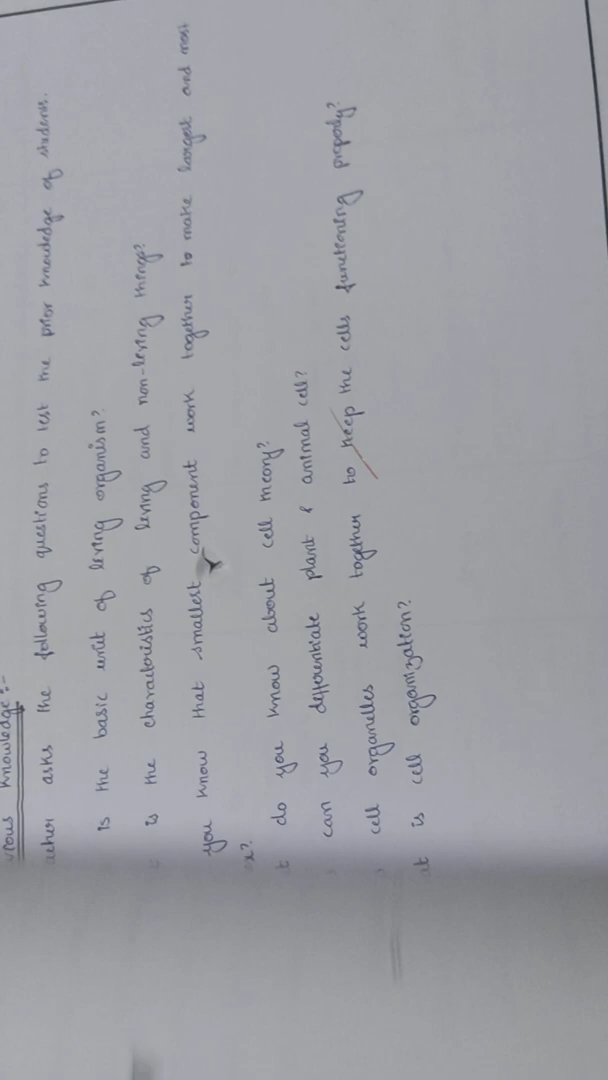 vious knowledge:-
acher asks the following questions to test the prior knowledge of students.
is the basic unit of living organism?
is the characteristics of living and non-living things?
you know that smallest component work together to make largest and most
x?
t do you know about cell theory?
can you differentiate plant & animal cell?
cell organelles work together to keep the cells functioning properly?
at is cell organization?